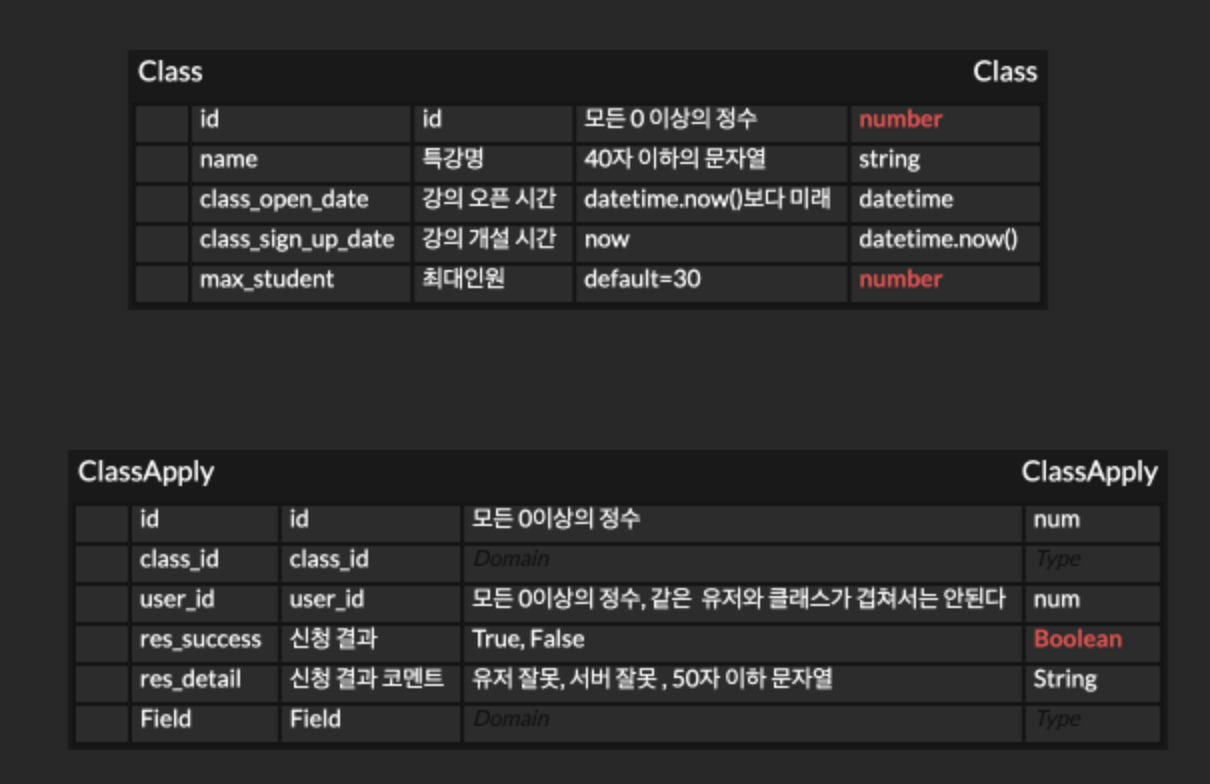 Class Class
id id 모든 0 이상의 정수 number
name 특강명 40자 이하의 문자열 string
class_open_date 강의 오픈 시간 datetime.now()보다 미래 datetime
class_sign_up_date 강의 개설 시간 now datetime.now()
max_student 최대인원 default=30 number
ClassApply ClassApply
id id 모든 0이상의 정수 num
class_id class_id Domain Type
user_id user_id 모든 0이상의 정수, 같은 유저와 클래스가 겹쳐서는 안된다 num
res_success 신청 결과 True, False Boolean
res_detail 신청 결과 코멘트 유저 잘못, 서버 잘못 , 50자 이하 문자열 String
Field Field Domain Type